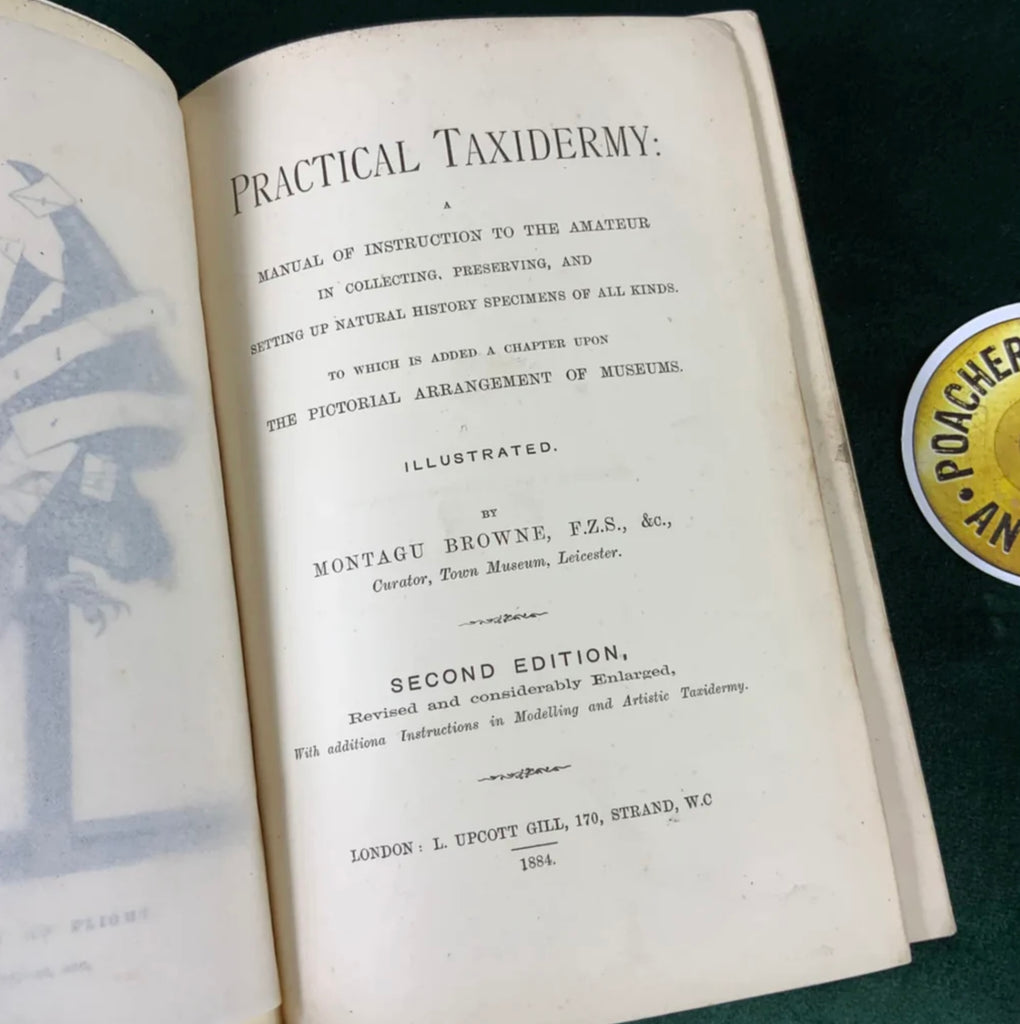 PRACTICAL TAXIDERMY:
A
MANUAL OF INSTRUCTION TO THE AMATEUR
IN COLLECTING, PRESERVING, AND
SETTING UP NATURAL HISTORY SPECIMENS OF ALL KINDS.
TO WHICH IS ADDED A CHAPTER UPON
THE PICTORIAL ARRANGEMENT OF MUSEUMS.
ILLUSTRATED.
BY
MONTAGU BROWNE, F.Z.S., &c.,
Curator, Town Museum, Leicester.
SECOND EDITION,
Revised and considerably Enlarged,
With additiona Instructions in Modelling and Artistic Taxidermy.
LONDON: L. UPCOTT GILL, 170, STRAND, W.C
1884.
• POACHER
AN